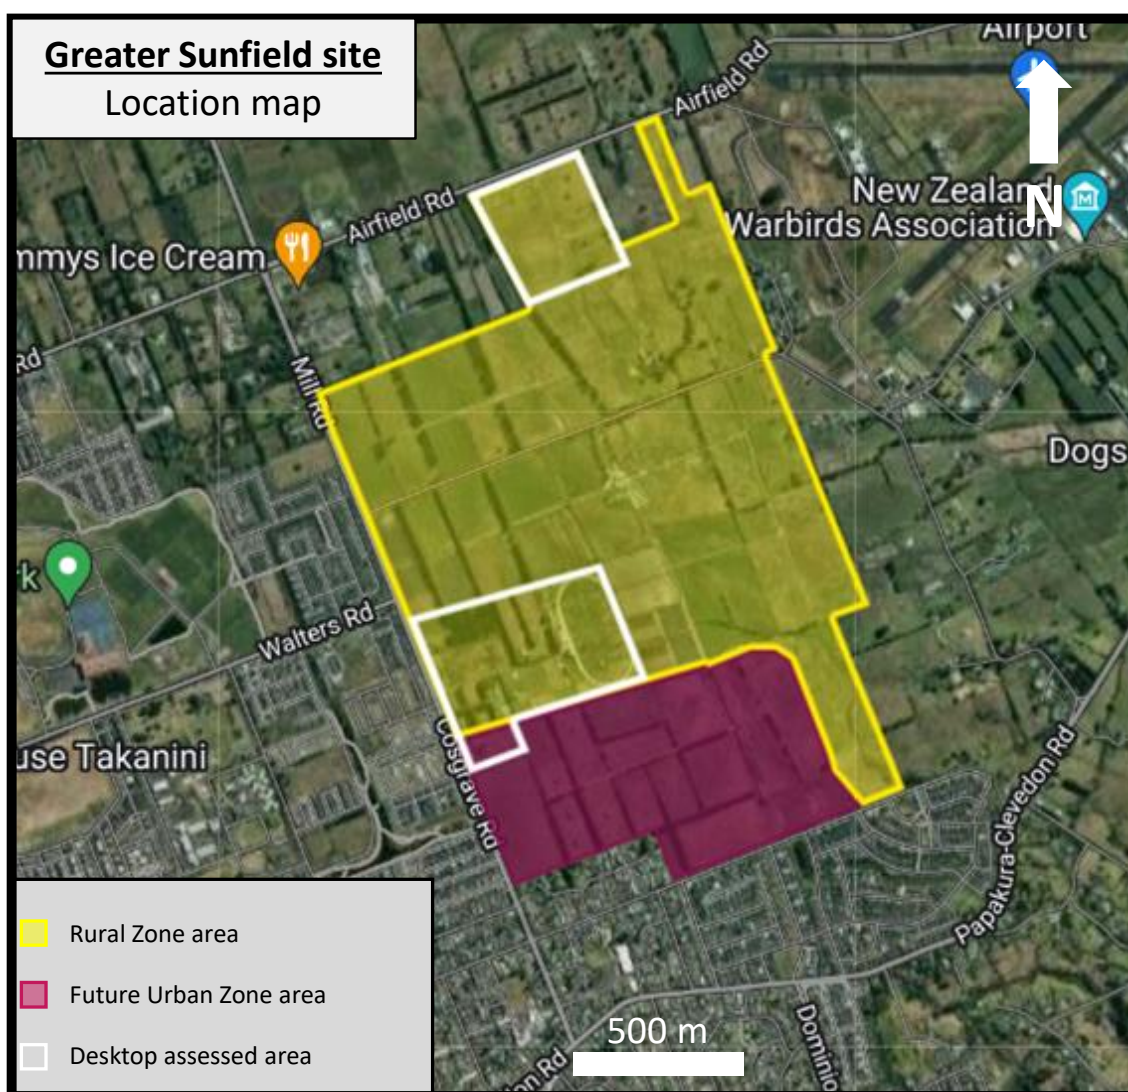 Greater Sunfield site
Location map
Airport
Airfield Rd
New Zealand
Warbirds Association
N
Airfield Rd
mmys Ice Cream
Rd
Mill Rd
Dogs
k
Walters Rd
use Takanini
Cosgrave Rd
Papakura-Clevedon Rd
Rural Zone area
Future Urban Zone area
Desktop assessed area
500 m
Dominio
on Rd